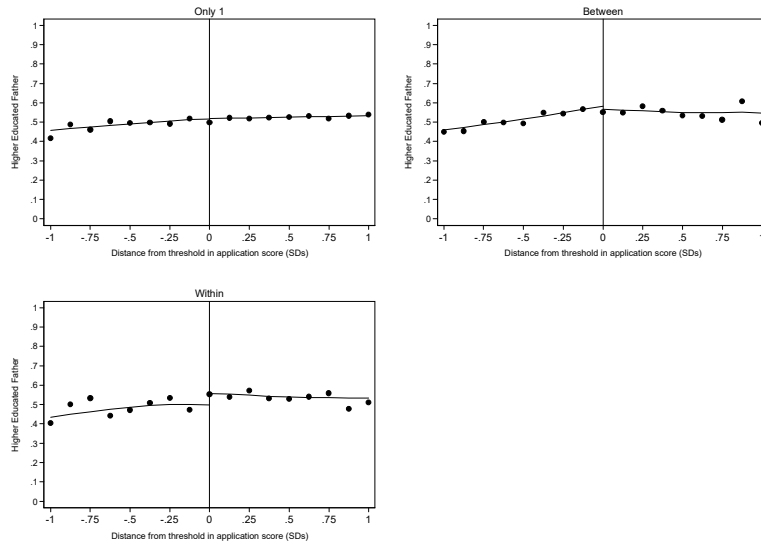 Only 1
Higher Educated Father
1
.9
.8
.7
.6
.5
.4
.3
.2
.1
0
-1 -.75 -.5 -.25 0 .25 .5 .75 1
Distance from threshold in application score (SDs)
Between
Higher Educated Father
1
.9
.8
.7
.6
.5
.4
.3
.2
.1
0
-1 -.75 -.5 -.25 0 .25 .5 .75 1
Distance from threshold in application score (SDs)
Within
Higher Educated Father
1
.9
.8
.7
.6
.5
.4
.3
.2
.1
0
-1 -.75 -.5 -.25 0 .25 .5 .75 1
Distance from threshold in application score (SDs)